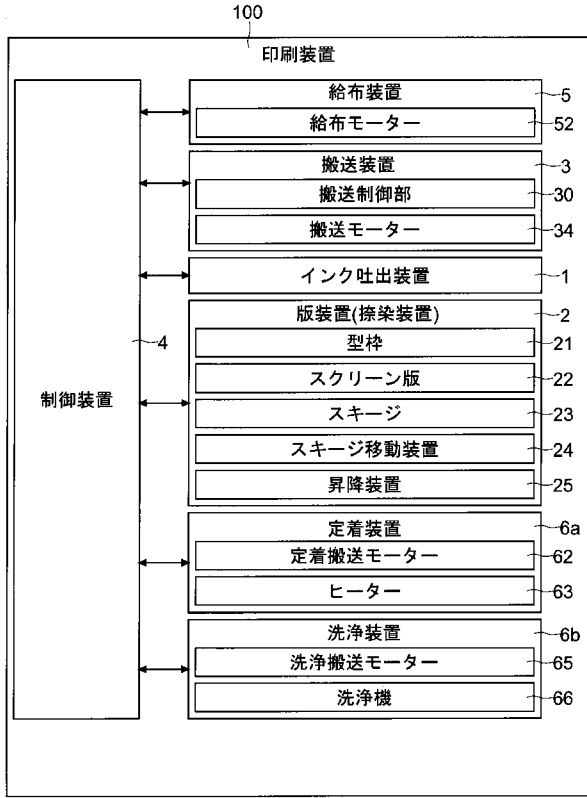 100
印刷装置
給布装置 5
給布モーター 52
搬送装置 3
搬送制御部 30
搬送モーター 34
インク吐出装置 1
版装置(捺染装置) 2
型枠 21
4
スクリーン版 22
制御装置
スキージ 23
スキージ移動装置 24
昇降装置 25
定着装置 6a
定着搬送モーター 62
ヒーター 63
洗浄装置 6b
洗浄搬送モーター 65
洗浄機 66